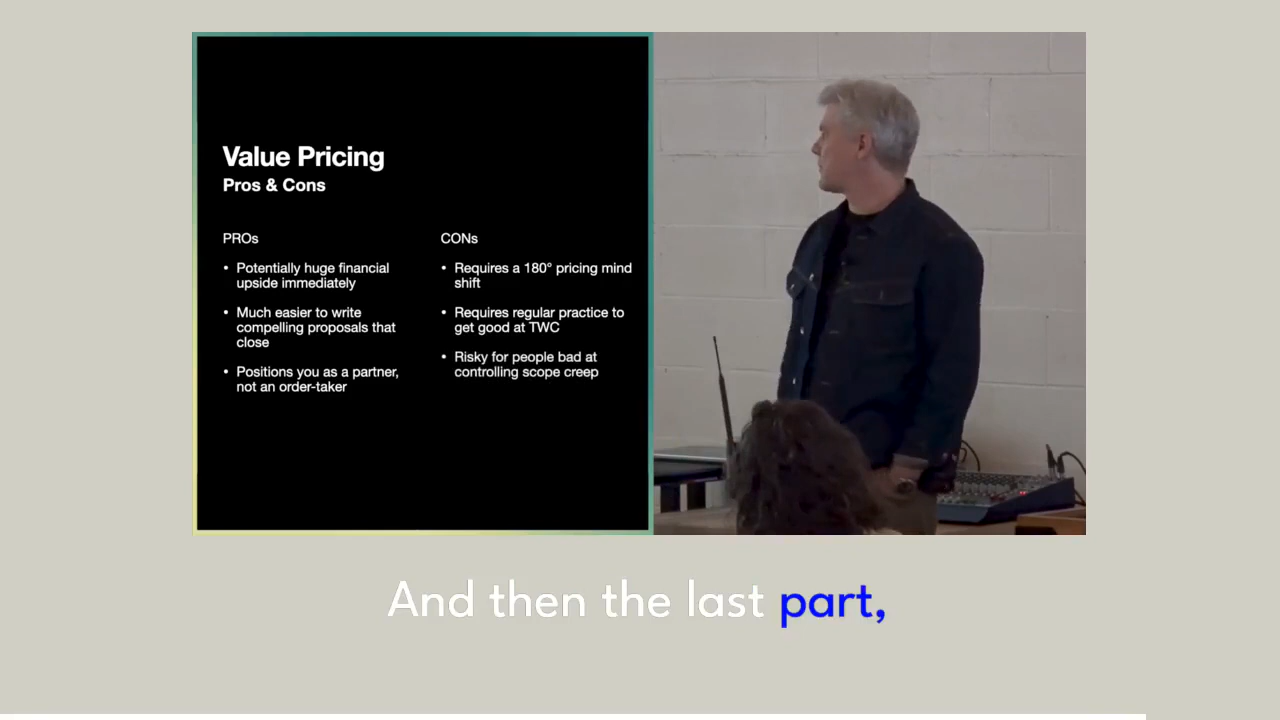 Value Pricing
Pros & Cons
PROs
• Potentially huge financial
upside immediately
• Much easier to write
compelling proposals that
close
• Positions you as a partner,
not an order-taker
CONs
• Requires a 180° pricing mind
shift
• Requires regular practice to
get good at TWC
• Risky for people bad at
controlling scope creep
And then the last part,